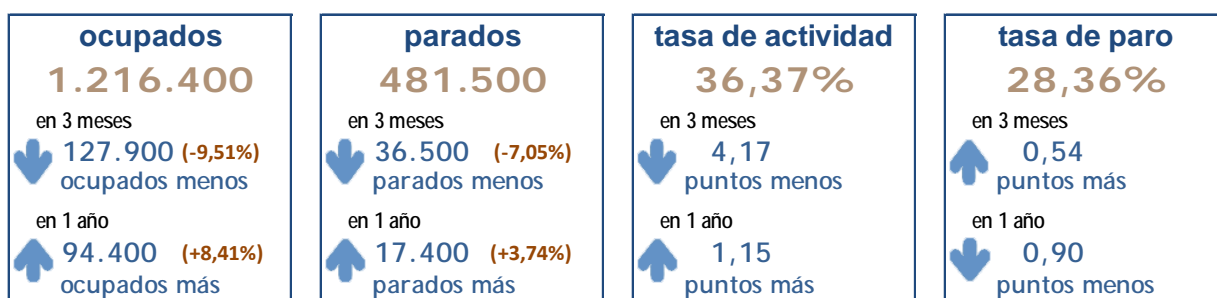 ocupados
1.216.400
en 3 meses
127.900 (-9,51%)
ocupados menos
en 1 año
94.400 (+8,41%)
ocupados más
parados
481.500
en 3 meses
36.500 (-7,05%)
parados menos
en 1 año
17.400 (+3,74%)
parados más
tasa de actividad
36,37%
en 3 meses
4,17
puntos menos
en 1 año
1,15
puntos más
tasa de paro
28,36%
en 3 meses
0,54
puntos más
en 1 año
0,90
puntos menos